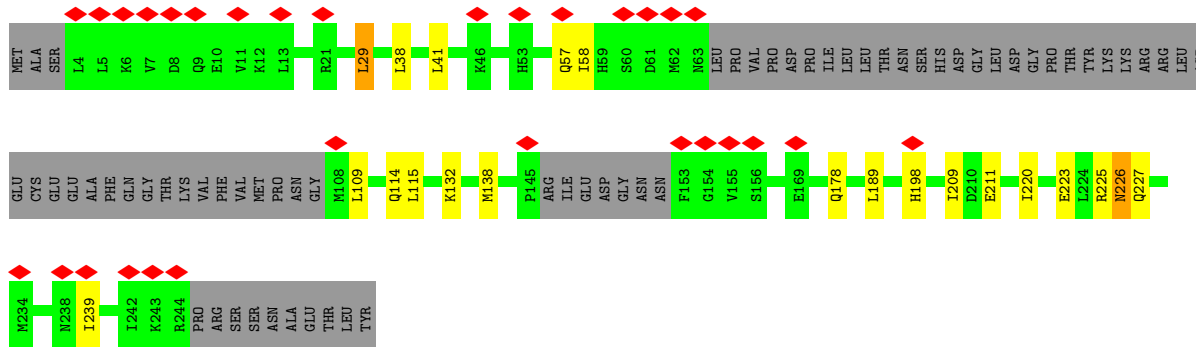 MET ALA SER L4 L5 K6 V7 D8 Q9 E10 V11 K12 L13 R21 L29 L38 L41 K46 H53 Q57 I58 H59 S60 D61 M62 N63 LEU PRO VAL PRO ASP PRO ILE LEU LEU THR ASN SER HIS ASP GLY LEU ASP GLY PRO THR TYR LYS LYS ARG ARG LEU
GLU CYS GLU GLU ALA PHE GLN GLY THR LYS VAL PHE VAL MET PRO ASN GLY M108 L109 Q114 L115 K132 M138 P145 ARG ILE GLU ASP GLY ASN ASN F153 G154 V155 S156 E169 Q178 L189 H198 I209 D210 E211 I220 E223 L224 R225 N226 Q227
M234 N238 I239 I242 K243 R244 PRO ARG SER SER ASN ALA GLU THR LEU TYR